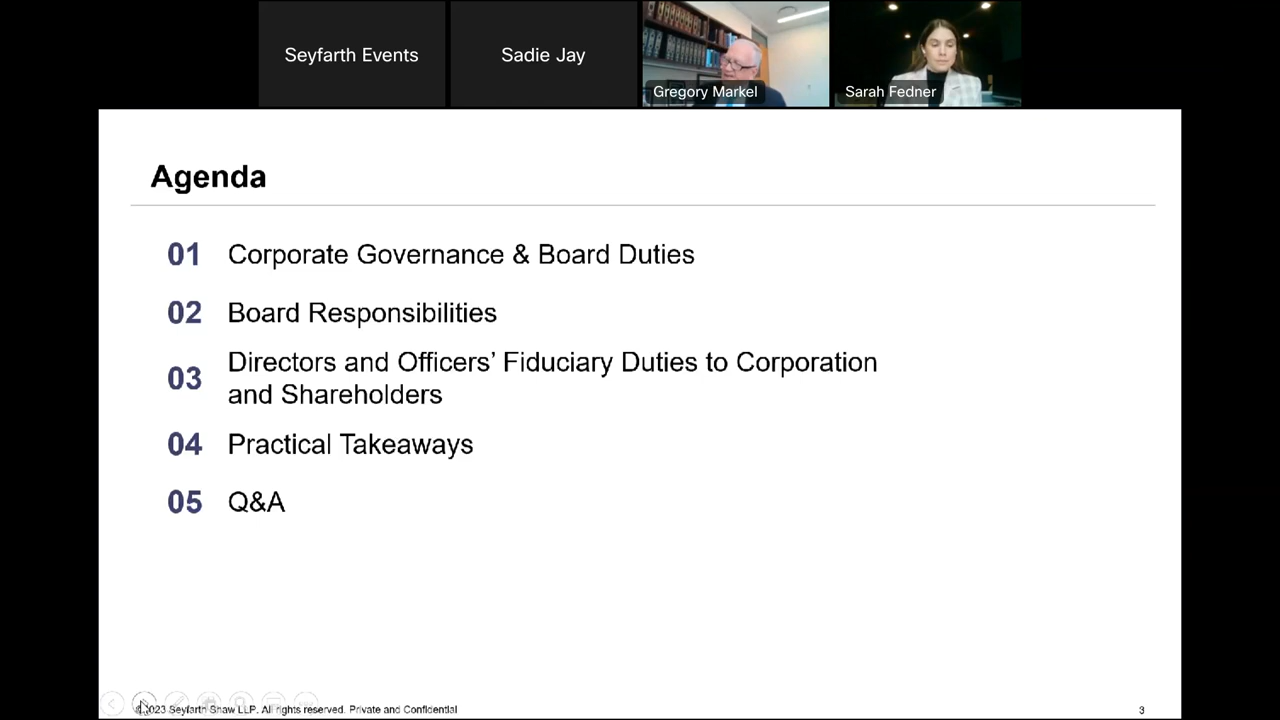 Seyfarth Events
Sadie Jay
Gregory Markel
Sarah Fedner
Agenda
01 Corporate Governance & Board Duties
02 Board Responsibilities
03 Directors and Officers’ Fiduciary Duties to Corporation
and Shareholders
04 Practical Takeaways
05 Q&A
©2023 Seyfarth Shaw LLP. All rights reserved. Private and Confidential
3